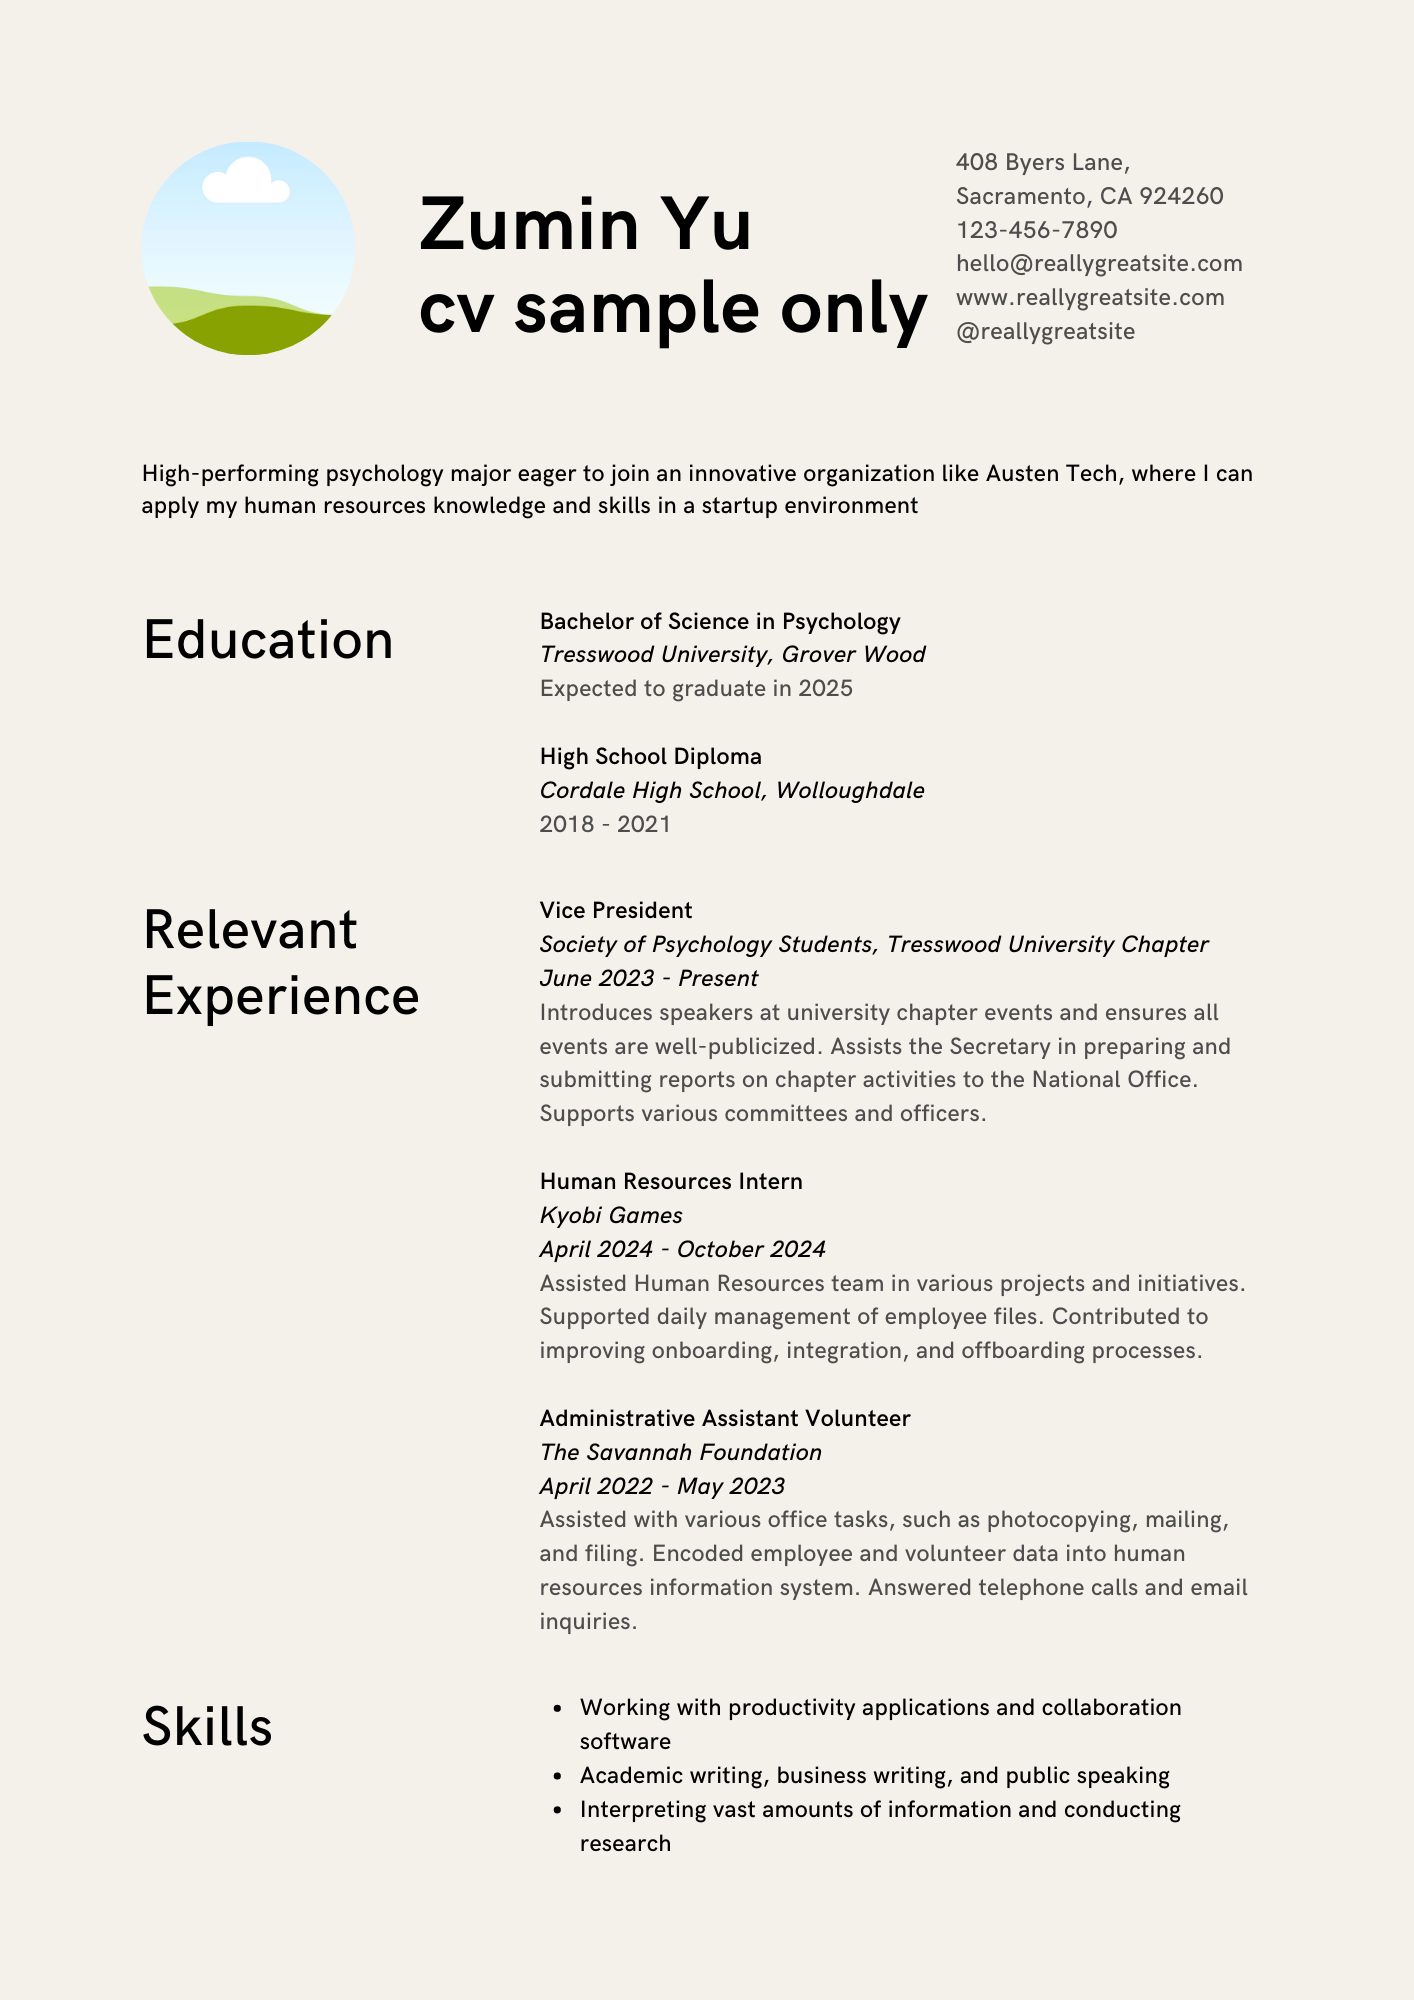 Zumin Yu
cv sample only
408 Byers Lane,
Sacramento, CA 924260
123-456-7890
hello@reallygreatsite.com
www.reallygreatsite.com
@reallygreatsite
High-performing psychology major eager to join an innovative organization like Austen Tech, where I can
apply my human resources knowledge and skills in a startup environment
Education
Bachelor of Science in Psychology
Tresswood University, Grover Wood
Expected to graduate in 2025
High School Diploma
Cordale High School, Wolloughdale
2018 - 2021
Relevant
Experience
Vice President
Society of Psychology Students, Tresswood University Chapter
June 2023 - Present
Introduces speakers at university chapter events and ensures all
events are well-publicized. Assists the Secretary in preparing and
submitting reports on chapter activities to the National Office.
Supports various committees and officers.
Human Resources Intern
Kyobi Games
April 2024 - October 2024
Assisted Human Resources team in various projects and initiatives.
Supported daily management of employee files. Contributed to
improving onboarding, integration, and offboarding processes.
Administrative Assistant Volunteer
The Savannah Foundation
April 2022 - May 2023
Assisted with various office tasks, such as photocopying, mailing,
and filing. Encoded employee and volunteer data into human
resources information system. Answered telephone calls and email
inquiries.
Skills
• Working with productivity applications and collaboration
software
• Academic writing, business writing, and public speaking
• Interpreting vast amounts of information and conducting
research